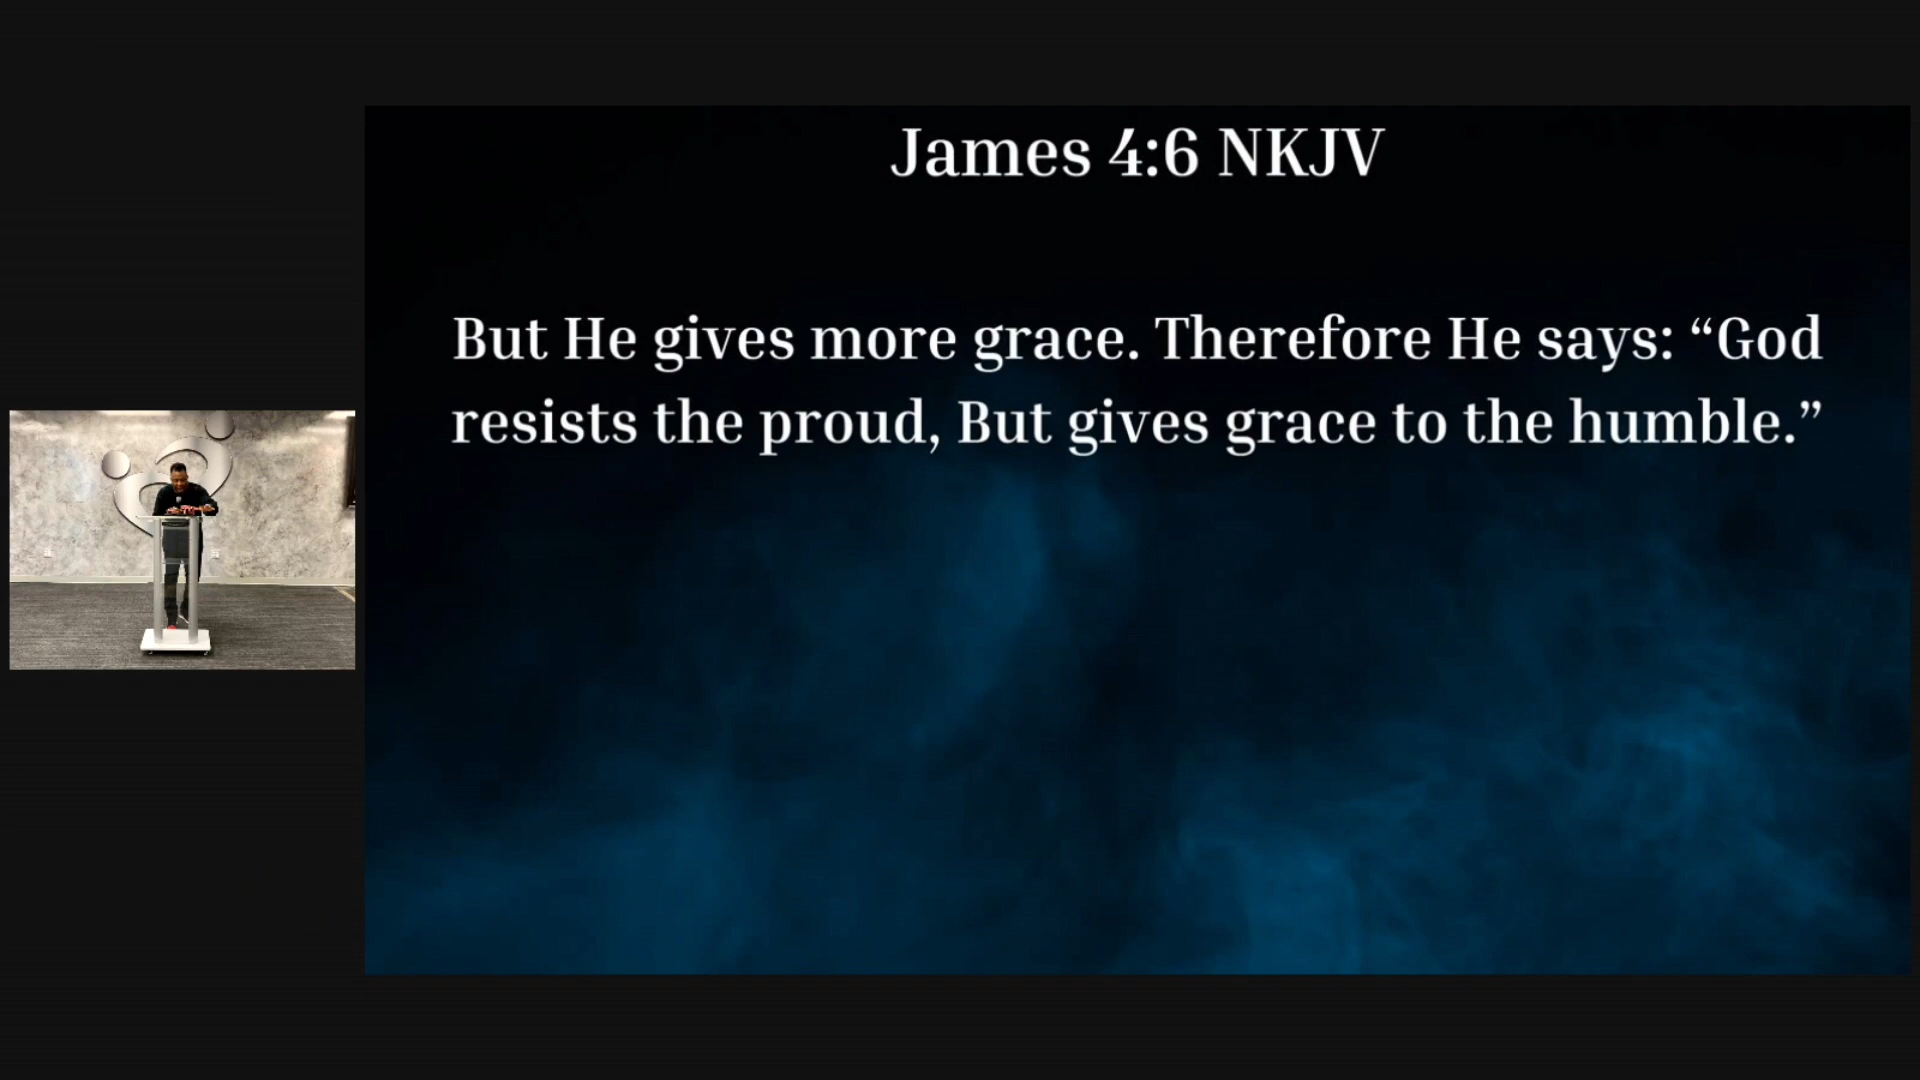 James 4:6 NKJV
But He gives more grace. Therefore He says: “God
resists the proud, But gives grace to the humble.”